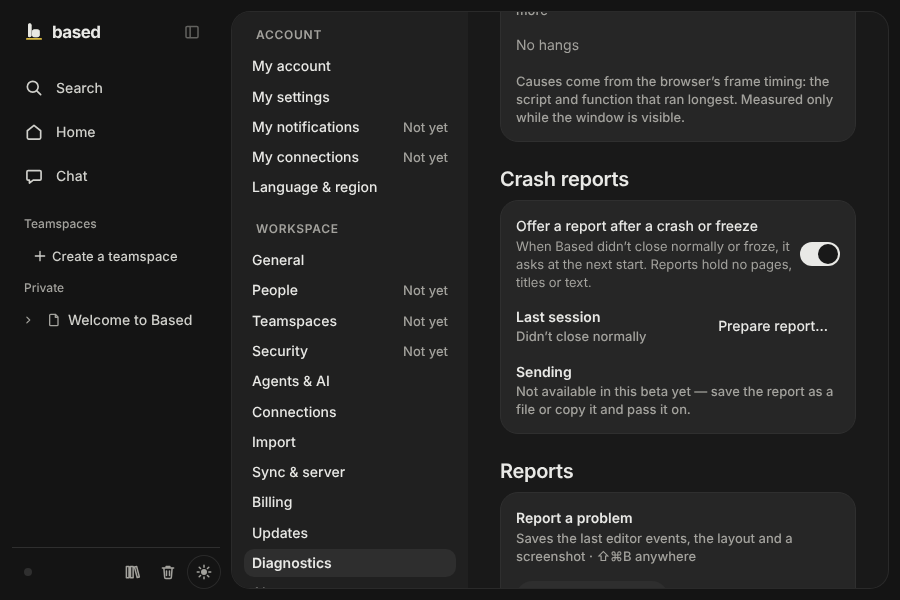 based
Search
Home
Chat
Teamspaces
Create a teamspace
Private
Welcome to Based
ACCOUNT
My account
My settings
My notifications Not yet
My connections Not yet
Language & region
WORKSPACE
General
People Not yet
Teamspaces Not yet
Security Not yet
Agents & AI
Connections
Import
Sync & server
Billing
Updates
Diagnostics
more
No hangs
Causes come from the browser’s frame timing: the
script and function that ran longest. Measured only
while the window is visible.
Crash reports
Offer a report after a crash or freeze
When Based didn’t close normally or froze, it
asks at the next start. Reports hold no pages,
titles or text.
Last session
Didn’t close normally
Prepare report…
Sending
Not available in this beta yet — save the report as a
file or copy it and pass it on.
Reports
Report a problem
Saves the last editor events, the layout and a
screenshot · ⇧⌘B anywhere